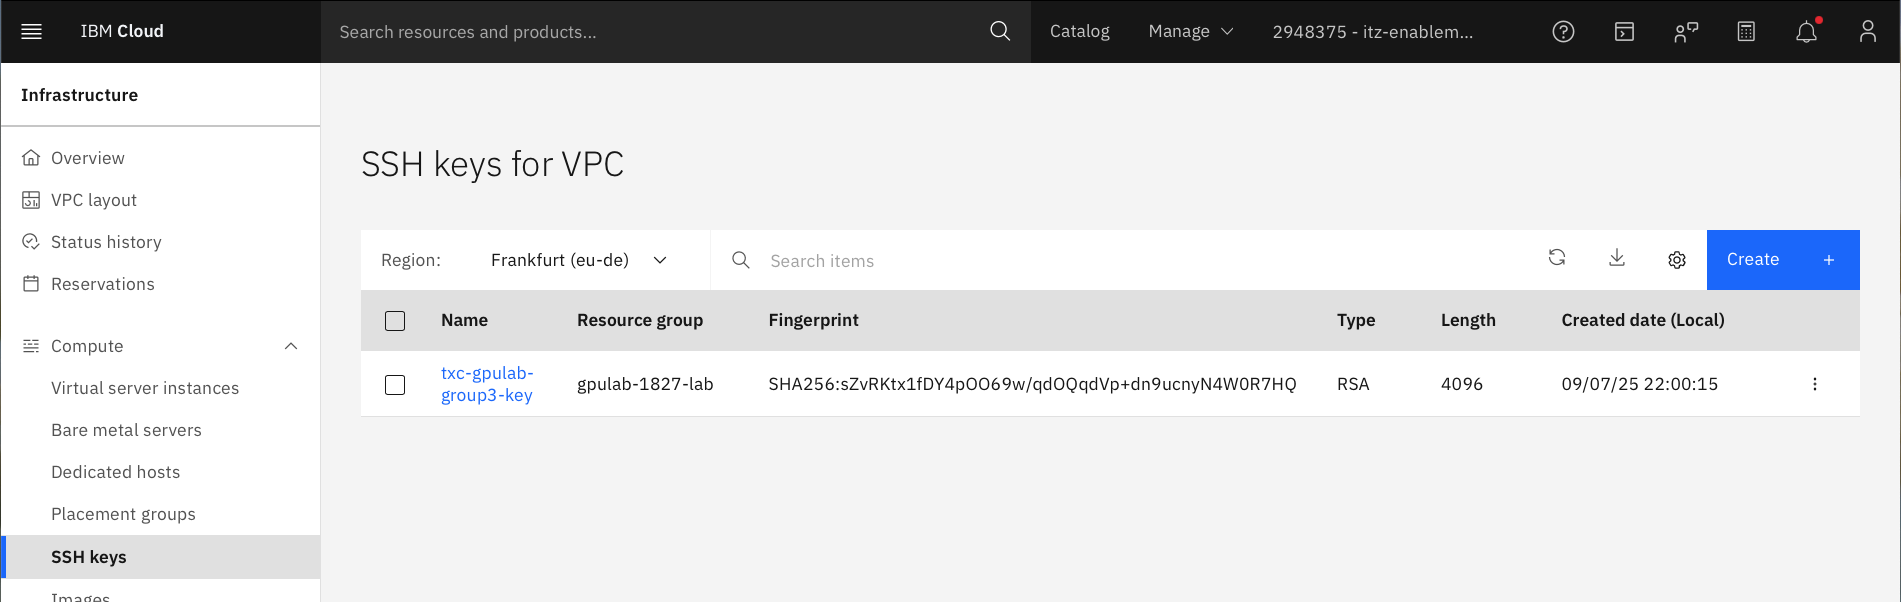 IBM Cloud
Search resources and products...
Catalog
Manage
2948375 - itz-enablem...
Infrastructure
Overview
VPC layout
Status history
Reservations
Compute
Virtual server instances
Bare metal servers
Dedicated hosts
Placement groups
SSH keys
Images
SSH keys for VPC
Region: Frankfurt (eu-de)
Search items
Create +
Name Resource group Fingerprint Type Length Created date (Local)
txc-gpulab-
group3-key
gpulab-1827-lab
SHA256:sZvRKtx1fDY4pOO69w/qdOQqdVp+dn9ucnyN4W0R7HQ
RSA
4096
09/07/25 22:00:15